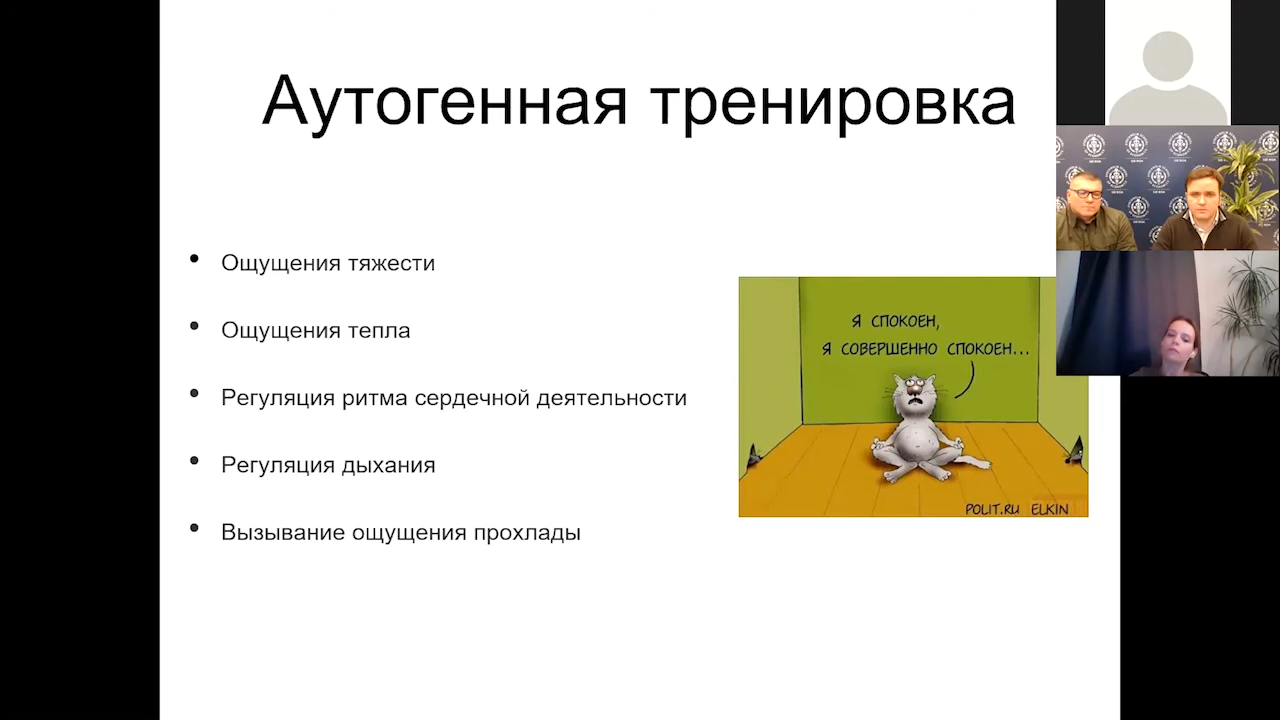 Аутогенная тренировка
Ощущения тяжести
Ощущения тепла
Регуляция ритма сердечной деятельности
Регуляция дыхания
Вызывание ощущения прохлады
Я СПОКОЕН,
Я СОВЕРШЕННО СПОКОЕН...
POLIT.RU ELKIN